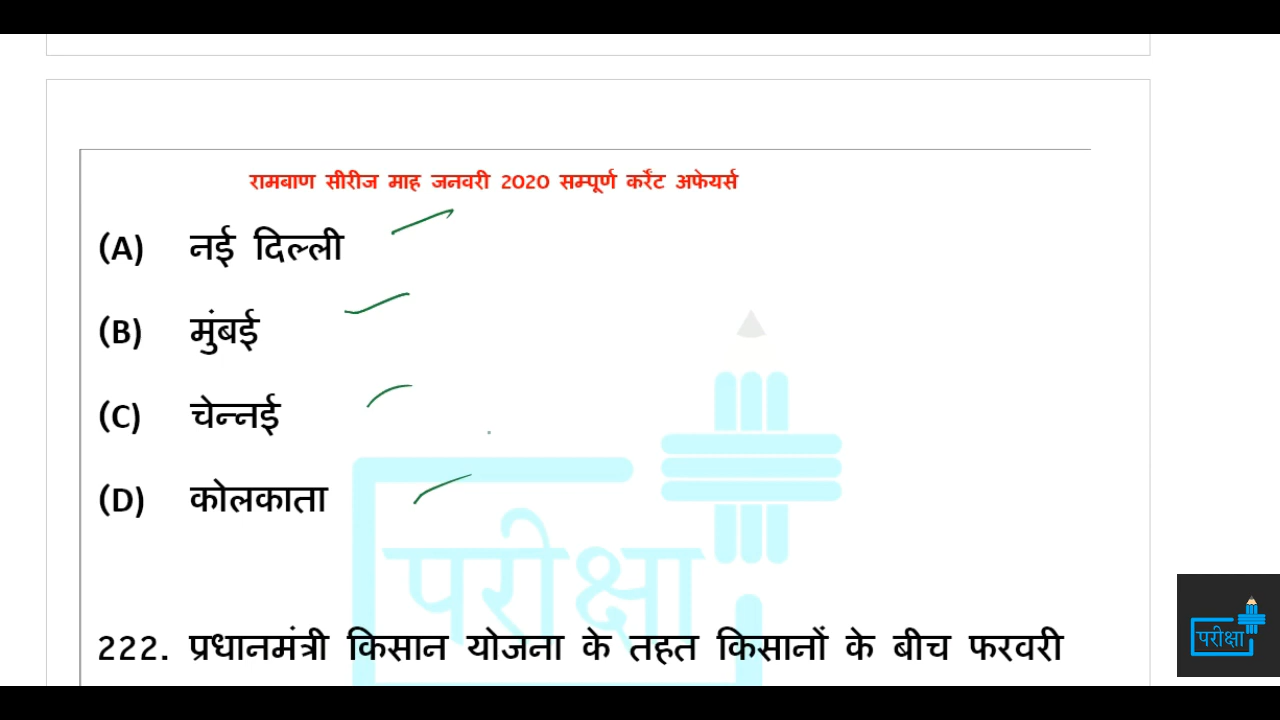 रामबाण सीरीज माह जनवरी 2020 सम्पूर्ण करेंट अफेयर्स
(A) नई दिल्ली
(B) मुंबई
(C) चेन्नई
(D) कोलकाता
परीक्षा
222. प्रधानमंत्री किसान योजना के तहत किसानों के बीच फरवरी
परीक्षा